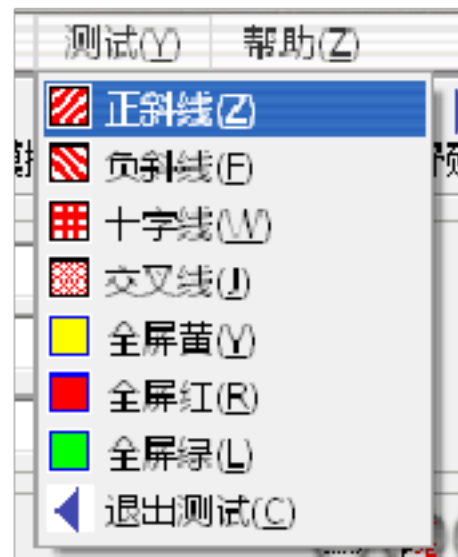 测试(Y) 帮助(Z)
正斜线(Z)
负斜线(F)
十字线(W)
交叉线(J)
全屏黄(Y)
全屏红(R)
全屏绿(L)
退出测试(C)